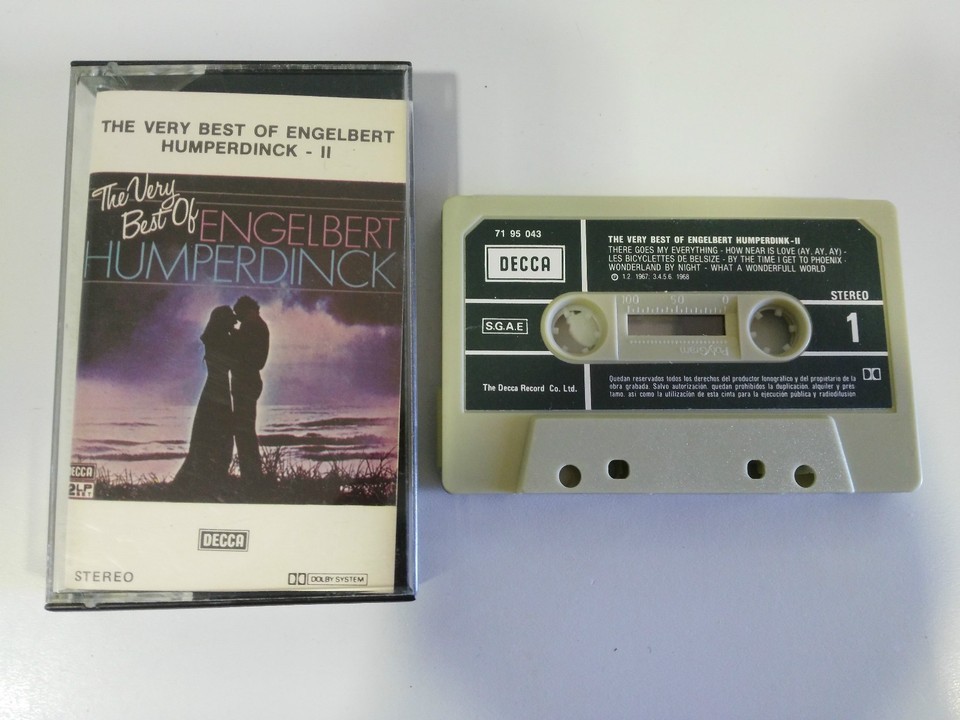 THE VERY BEST OF ENGELBERT
HUMPERDINCK - II
The Very
Best Of
ENGELBERT
HUMPERDINCK
DECCA
2LP
DECCA
STEREO
DOLBY SYSTEM
71 95 043
DECCA
THE VERY BEST OF ENGELBERT HUMPERDINK-II
THERE GOES MY EVERYTHING - HOW NEAR IS LOVE (AY, AY, AY) -
LES BICYCLETTES DE BELSIZE - BY THE TIME I GET TO PHOENIX -
WONDERLAND BY NIGHT - WHAT A WONDERFULL WORLD
Ⓟ 1.2. 1967; 3.4.5.6. 1968
STEREO
S.G.A.E.
100 50 0
PolyGram
1
The Decca Record Co. Ltd.
Quedan reservados todos los derechos del productor fonográfico y del propietario de la
obra grabada. Salvo autorización, quedan prohibidos la duplicación, alquiler y prés
tamo, así como la utilización de esta cinta para la ejecución pública y radiodifusión